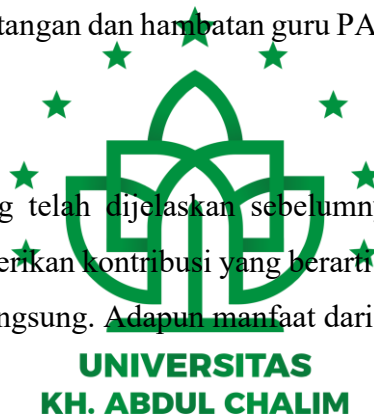 tangan dan hambatan guru PA
g telah dijelaskan sebelumny
erikan kontribusi yang berarti
ngsung. Adapun manfaat dari
UNIVERSITAS
KH. ABDUL CHALIM